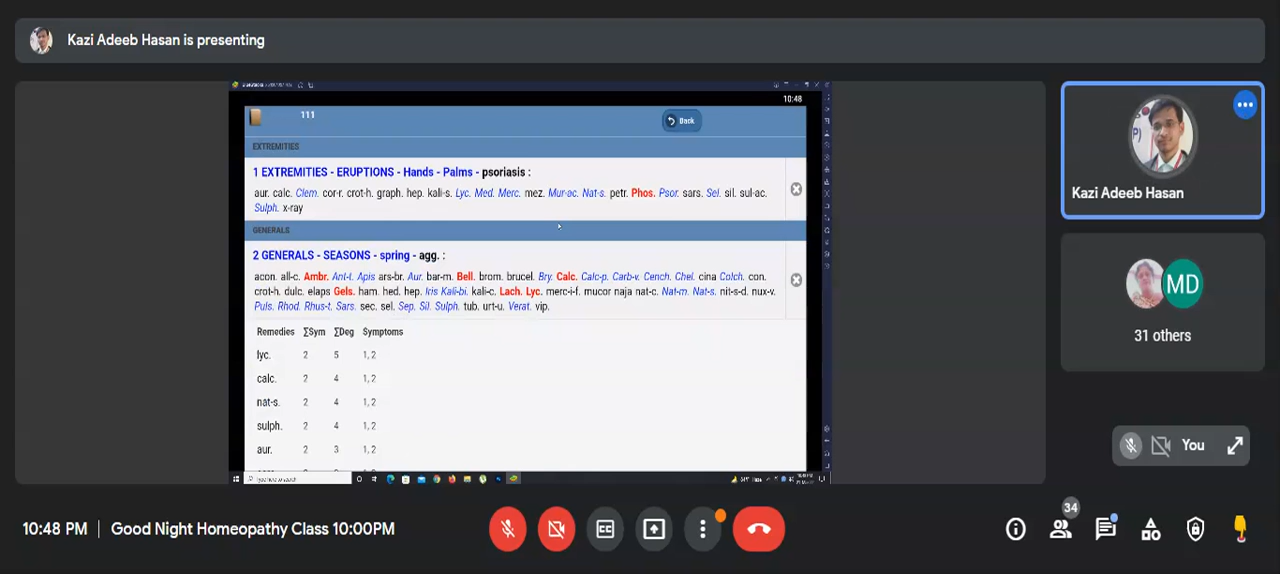 Kazi Adeeb Hasan is presenting
10:48
111
Back
EXTREMITIES
1 EXTREMITIES - ERUPTIONS - Hands - Palms - psoriasis :
aur. calc. Clem. cor-r. crot-h. graph. hep. kali-s. Lyc. Med. Merc. mez. Mur-ac. Nat-s. petr. Phos. Psor. sars. Sel. sil. sul-ac.
Sulph. x-ray
GENERALS
2 GENERALS - SEASONS - spring - agg. :
acon. all-c. Ambr. Ant-t. Apis ars-br. Aur. bar-m. Bell. brom. brucel. Bry. Calc. Calc-p. Carb-v. Cench. Chel. cina Colch. con.
crot-h. dulc. elaps Gels. ham. hed. hep. Iris Kali-bi. kali-c. Lach. Lyc. merc-i-f. mucor naja nat-c. Nat-m. Nat-s. nit-s-d. nux-v.
Puls. Rhod. Rhus-t. Sars. sec. sel. Sep. Sil. Sulph. tub. urt-u. Verat. vip.
Remedies ΣSym ΣDeg Symptoms
lyc. 2 5 1, 2
calc. 2 4 1, 2
nat-s. 2 4 1, 2
sulph. 2 4 1, 2
aur. 2 3 1, 2
Type here to search
Kazi Adeeb Hasan
MD
31 others
You
10:48 PM | Good Night Homeopathy Class 10:00PM
34